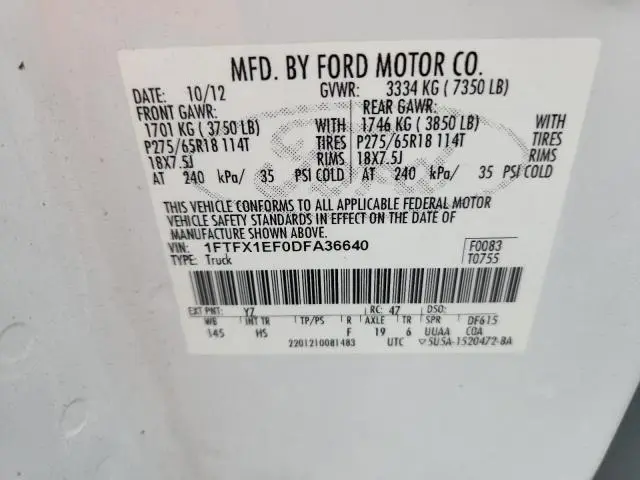 MFD. BY FORD MOTOR CO.
DATE: 10/12 GVWR: 3334 KG ( 7350 LB)
FRONT GAWR: REAR GAWR:
1701 KG ( 3750 LB) WITH 1746 KG ( 3850 LB) WITH
P275/65R18 114T TIRES P275/65R18 114T TIRES
18X7.5J RIMS 18X7.5J RIMS
AT 240 kPa/ 35 PSI COLD AT 240 kPa/ 35 PSI COLD
THIS VEHICLE CONFORMS TO ALL APPLICABLE FEDERAL MOTOR
VEHICLE SAFETY STANDARDS IN EFFECT ON THE DATE OF
MANUFACTURE SHOWN ABOVE.
VIN: 1FTFX1EF0DFA36640 F0083
TYPE: Truck T0755
EXT PNT: YZ RC: 47 DSO:
WB INT TR TP/PS R AXLE TR SPR DF615
145 HS F 19 6 UUAA COA
2201210081483 UTC ▽5U5A-1520472-BA